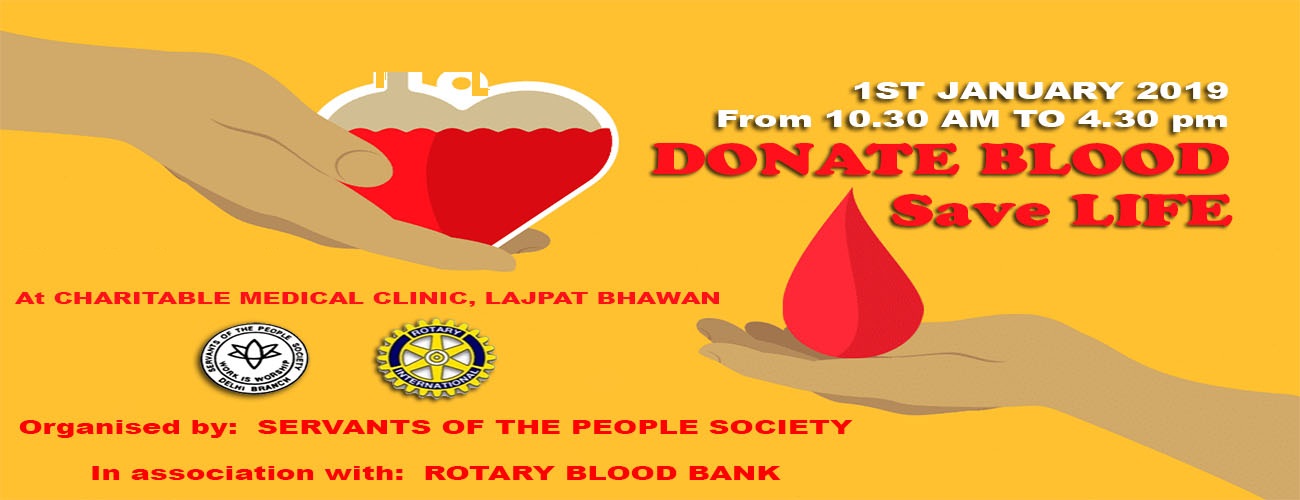 1ST JANUARY 2019
From 10.30 AM TO 4.30 pm
DONATE BLOOD
Save LIFE
At CHARITABLE MEDICAL CLINIC, LAJPAT BHAWAN
SERVANTS OF THE PEOPLE SOCIETY
WORK IS WORSHIP
DELHI BRANCH
ROTARY
INTERNATIONAL
Organised by: SERVANTS OF THE PEOPLE SOCIETY
In association with: ROTARY BLOOD BANK